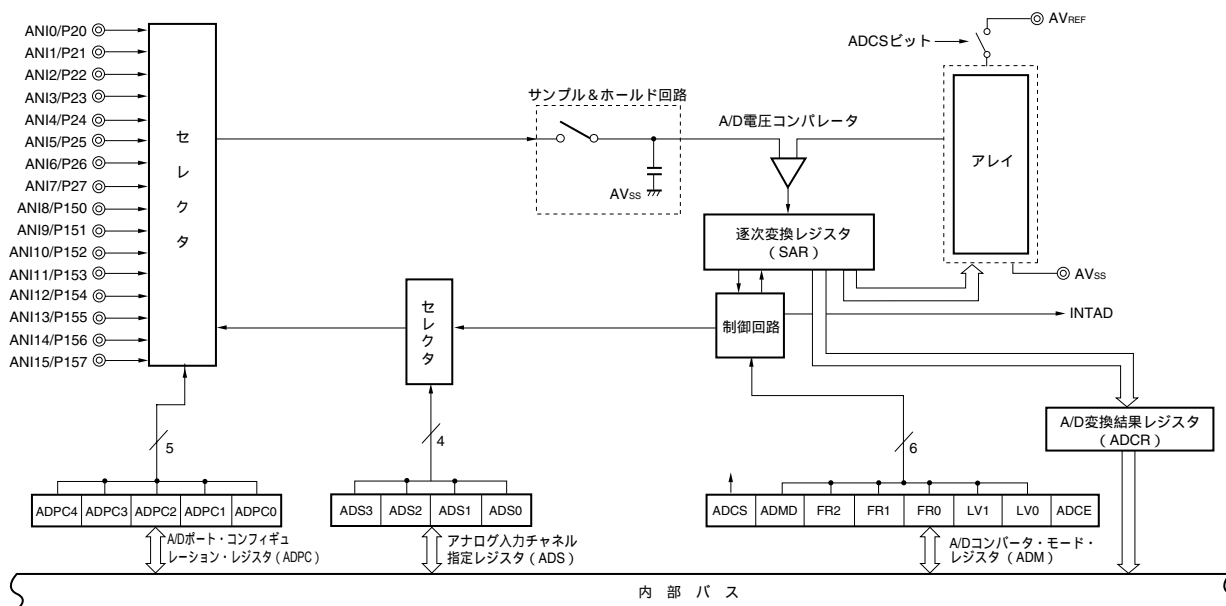 ANI0/P20
ANI1/P21
ANI2/P22
ANI3/P23
ANI4/P24
ANI5/P25
ANI6/P26
ANI7/P27
ANI8/P150
ANI9/P151
ANI10/P152
ANI11/P153
ANI12/P154
ANI13/P155
ANI14/P156
ANI15/P157
セレクタ
サンプル&ホールド回路
AVSS
A/D電圧コンパレータ
ADCSビット
AVREF
アレイ
AVSS
逐次変換レジスタ
(SAR)
セレクタ
制御回路
INTAD
A/D変換結果レジスタ
(ADCR)
5
4
6
ADPC4 ADPC3 ADPC2 ADPC1 ADPC0
ADS3 ADS2 ADS1 ADS0
ADCS ADMD FR2 FR1 FR0 LV1 LV0 ADCE
A/Dポート・コンフィギュ
レーション・レジスタ(ADPC)
アナログ入力チャネル
指定レジスタ(ADS)
A/Dコンバータ・モード・
レジスタ(ADM)
内部バス